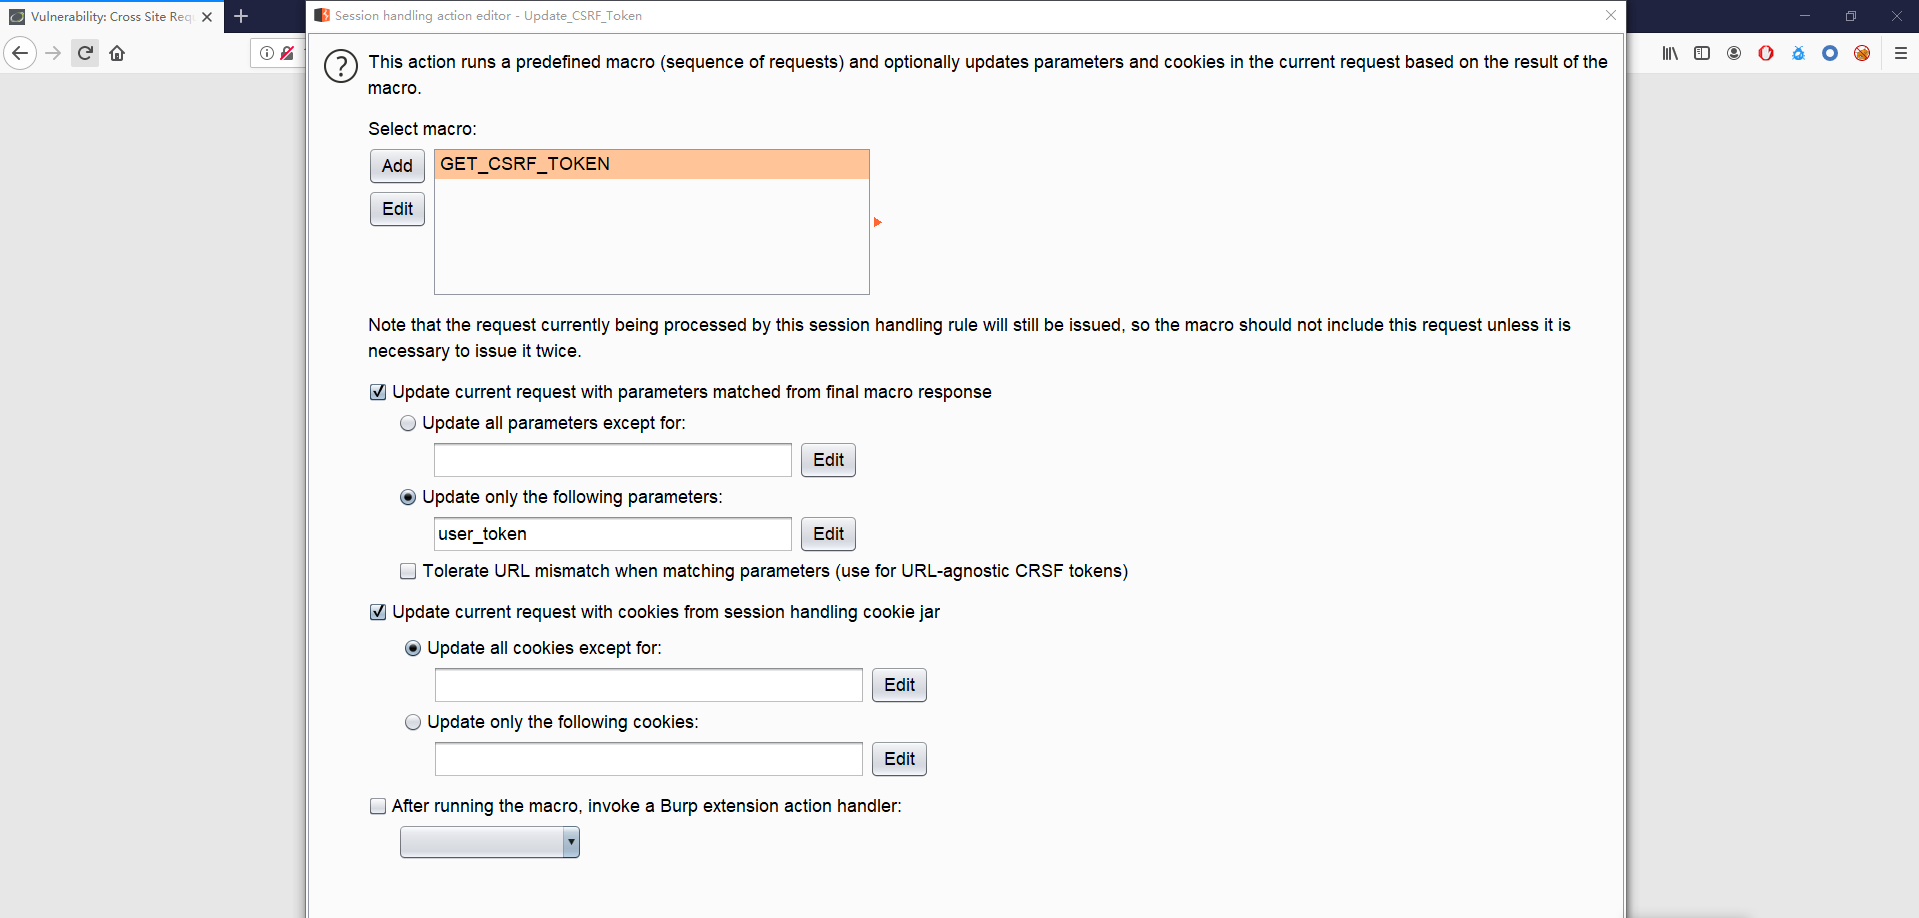 Vulnerability: Cross Site Req
Session handling action editor - Update_CSRF_Token
This action runs a predefined macro (sequence of requests) and optionally updates parameters and cookies in the current request based on the result of the
macro.
Select macro:
Add
GET_CSRF_TOKEN
Edit
Note that the request currently being processed by this session handling rule will still be issued, so the macro should not include this request unless it is
necessary to issue it twice.
Update current request with parameters matched from final macro response
Update all parameters except for:
Edit
Update only the following parameters:
user_token
Edit
Tolerate URL mismatch when matching parameters (use for URL-agnostic CRSF tokens)
Update current request with cookies from session handling cookie jar
Update all cookies except for:
Edit
Update only the following cookies:
Edit
After running the macro, invoke a Burp extension action handler: